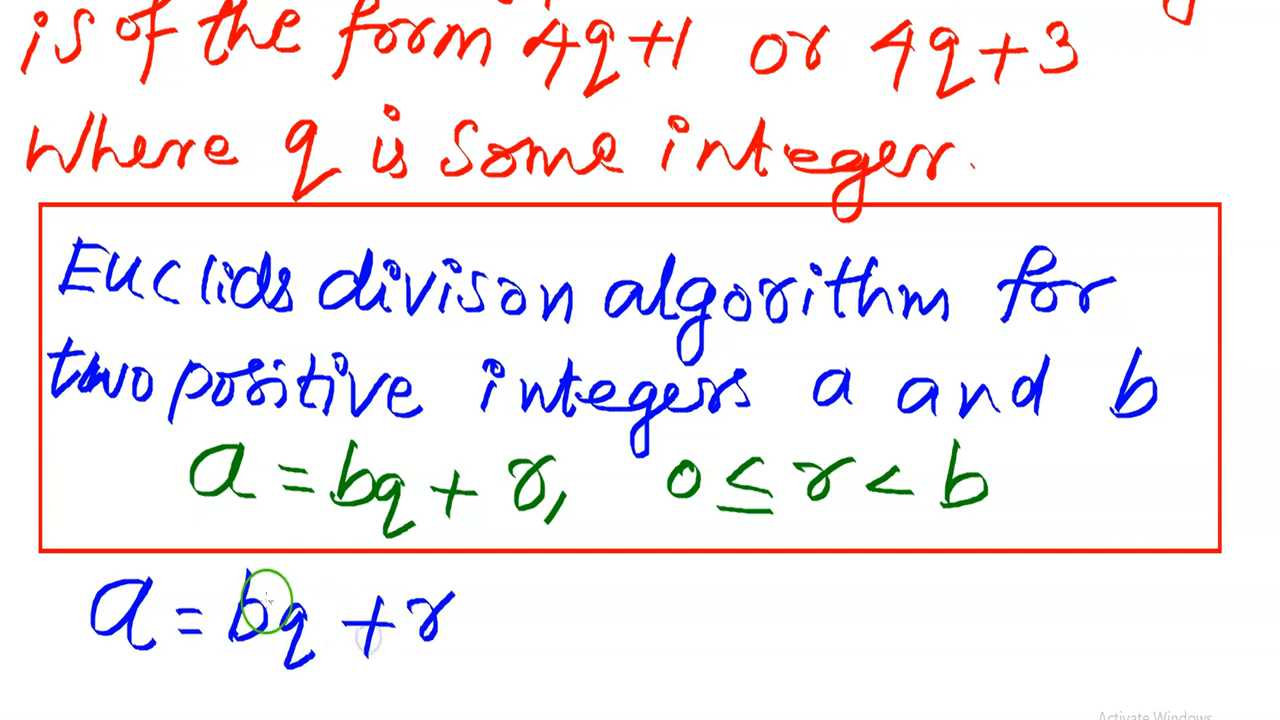 is of the form 4q+1 or 4q+3
where q is some integer.
Euclids divison algorithm for
two positive integers a and b
a = bq + r, 0 ≤ r < b
a = bq + r
Activate Windows